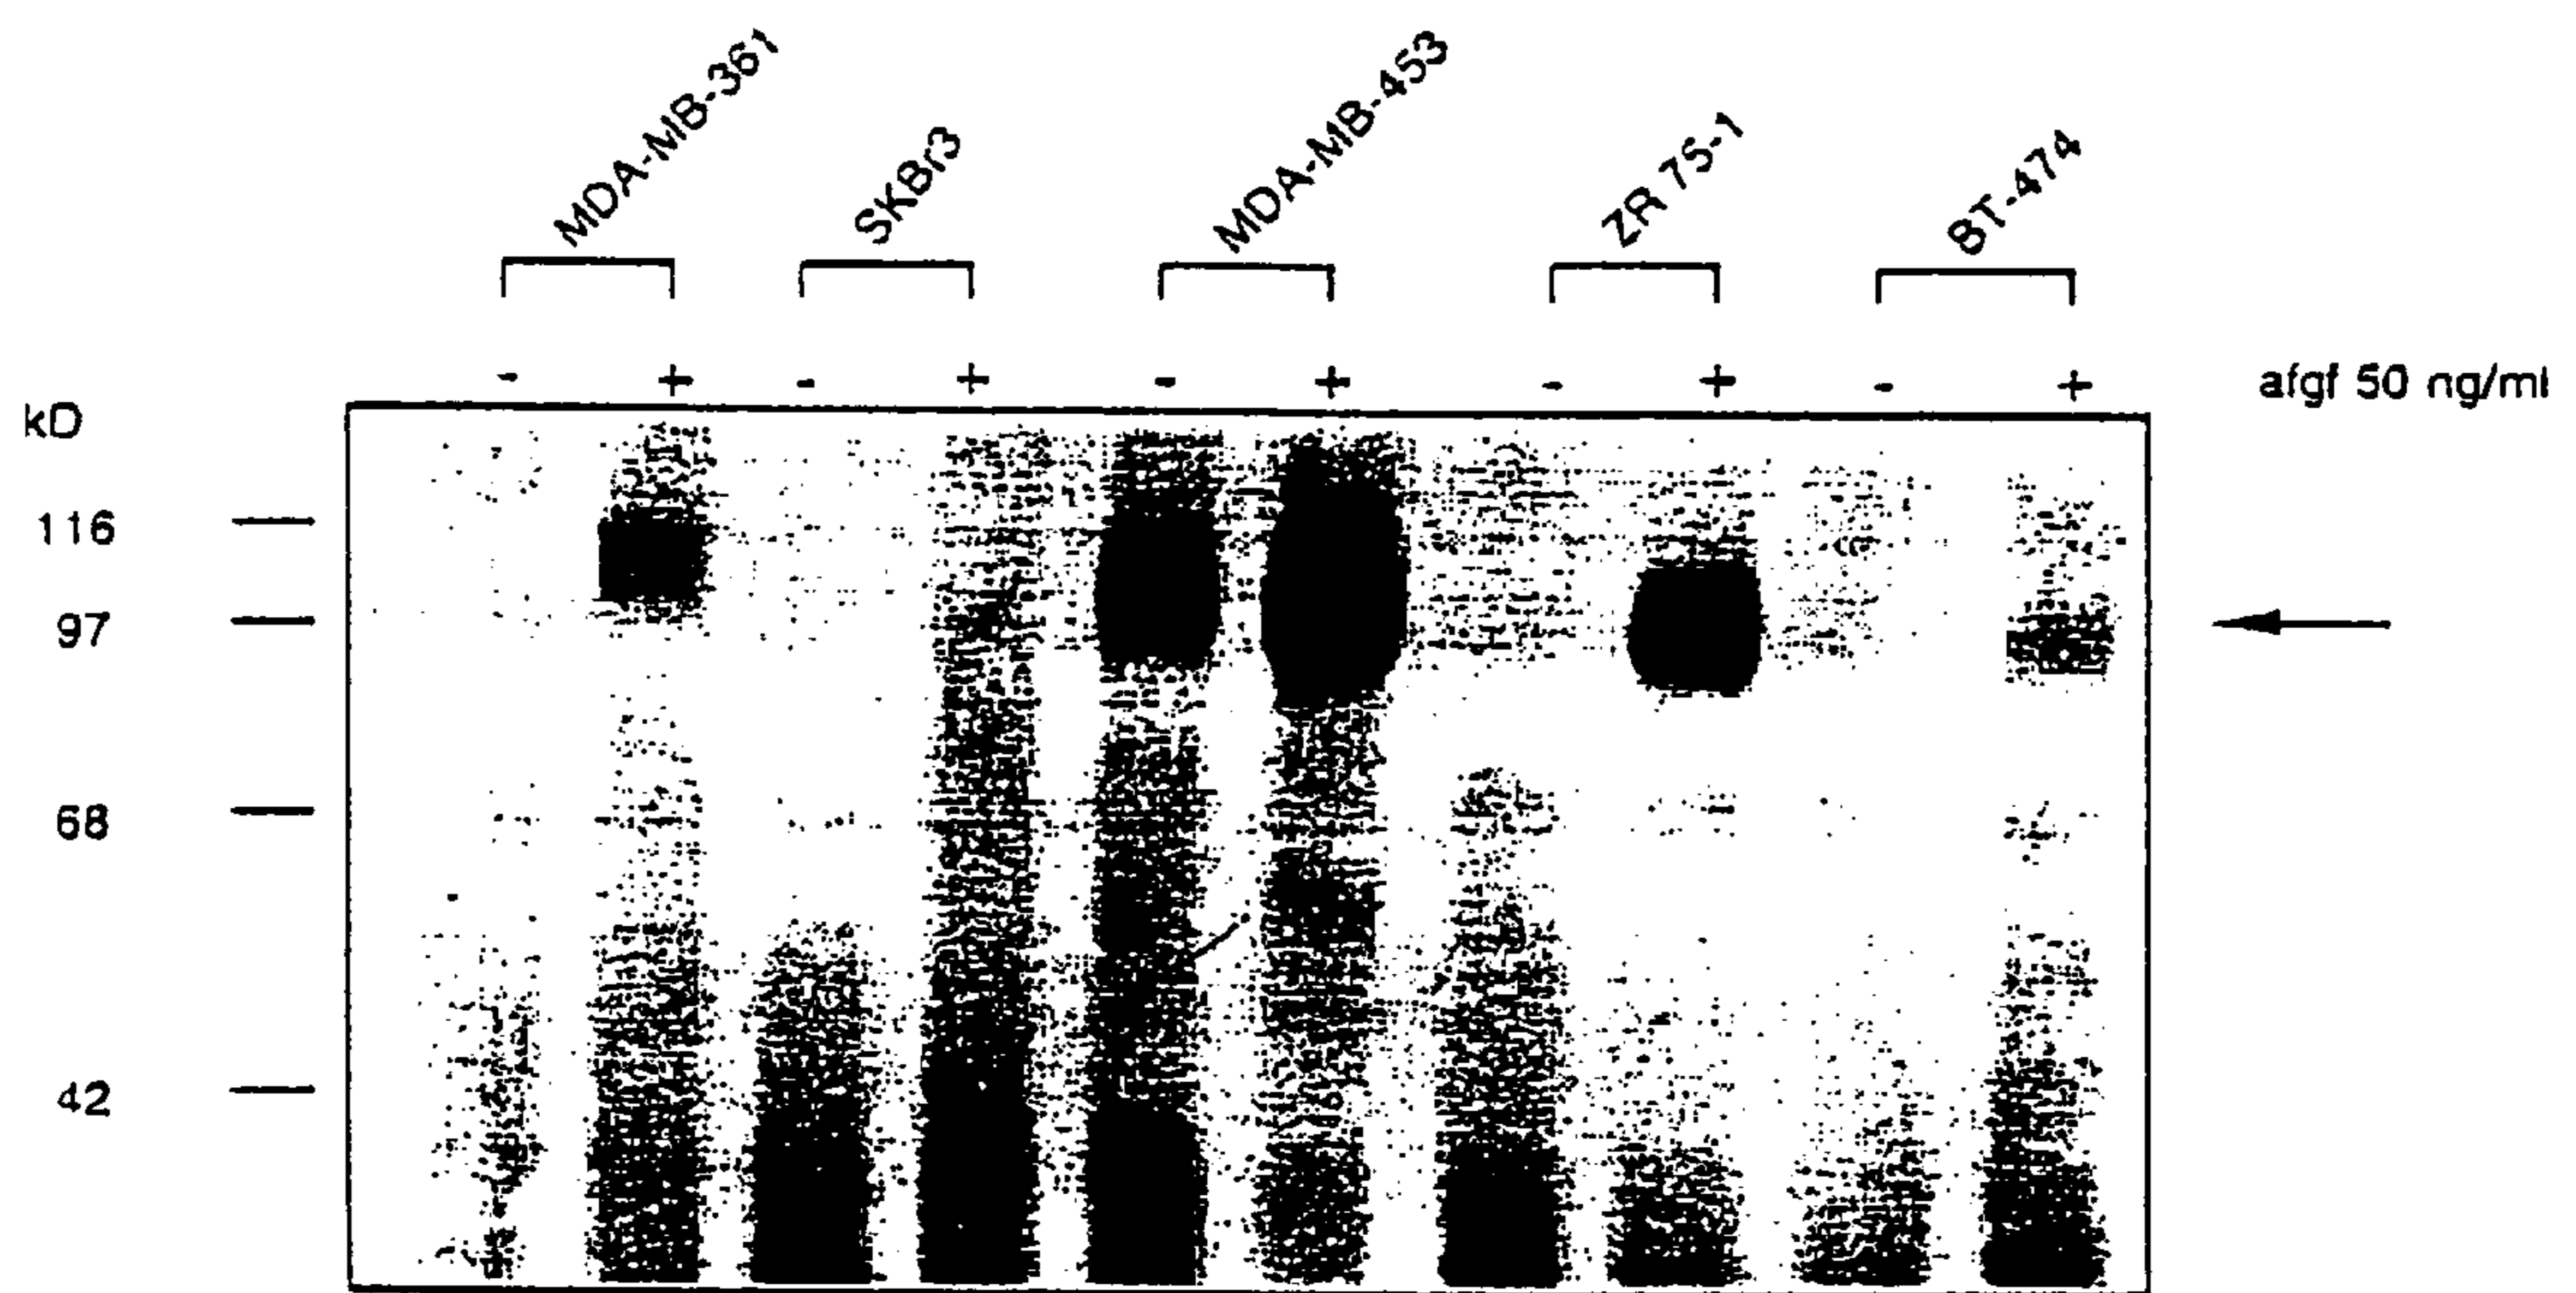 MDA-MB-361
SKBr3
MDA-MB-453
ZR 75-1
BT-474
- + - + - + - + - + afgf 50 ng/ml
kD
116
97
68
42